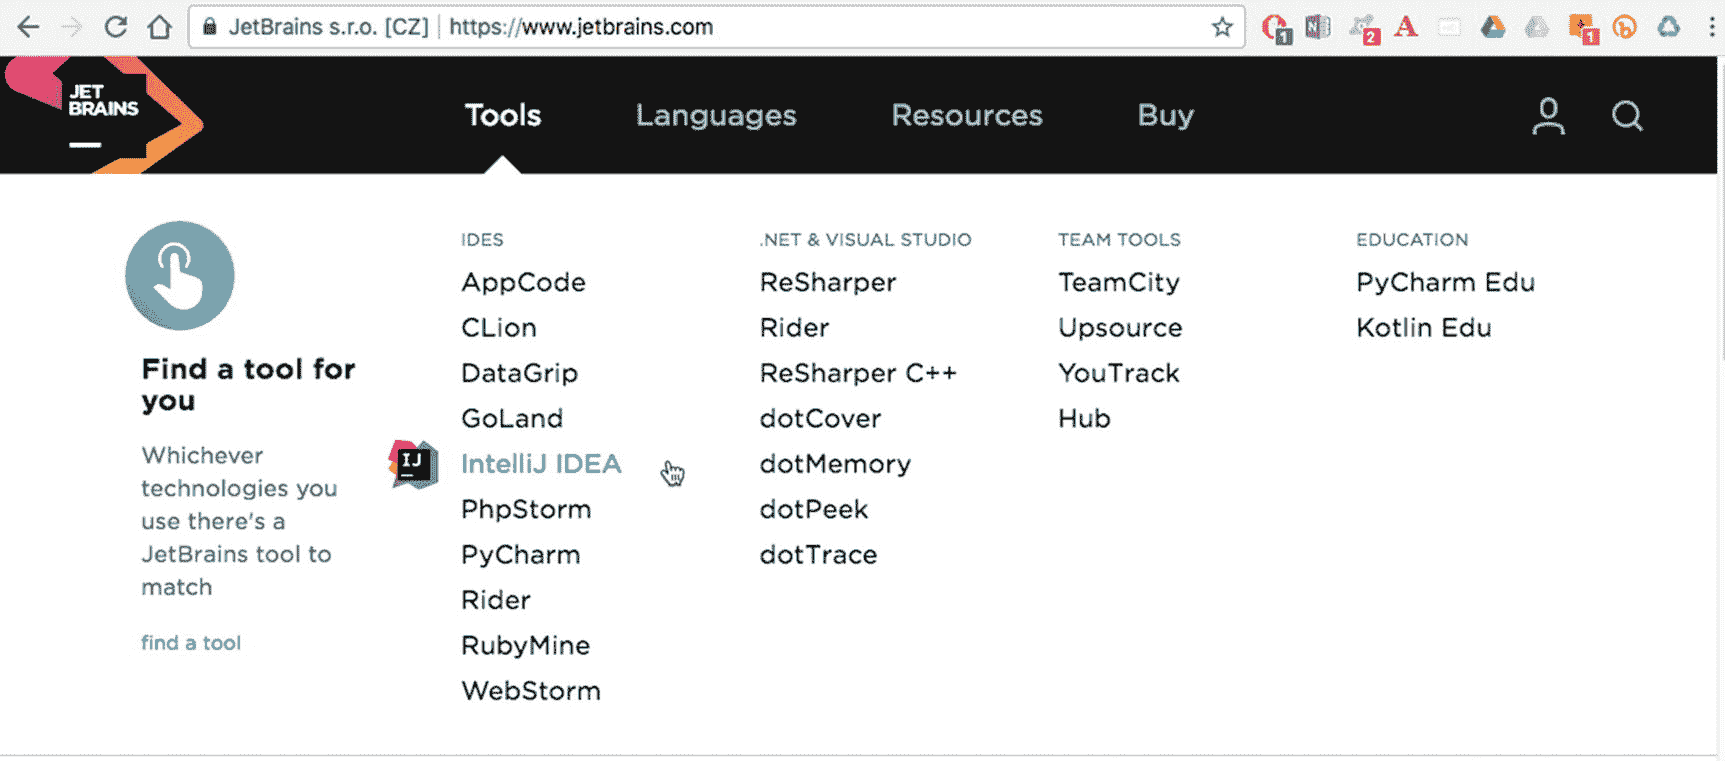 JetBrains s.r.o. [CZ] https://www.jetbrains.com
1
N
2
A
1
b
JET
BRAINS
Tools
Languages
Resources
Buy
Find a tool for
you
Whichever
technologies you
use there's a
JetBrains tool to
match
find a tool
IDES
AppCode
CLion
DataGrip
GoLand
IJ
IntelliJ IDEA
PhpStorm
PyCharm
Rider
RubyMine
WebStorm
.NET & VISUAL STUDIO
ReSharper
Rider
ReSharper C++
dotCover
dotMemory
dotPeek
dotTrace
TEAM TOOLS
TeamCity
Upsource
YouTrack
Hub
EDUCATION
PyCharm Edu
Kotlin Edu